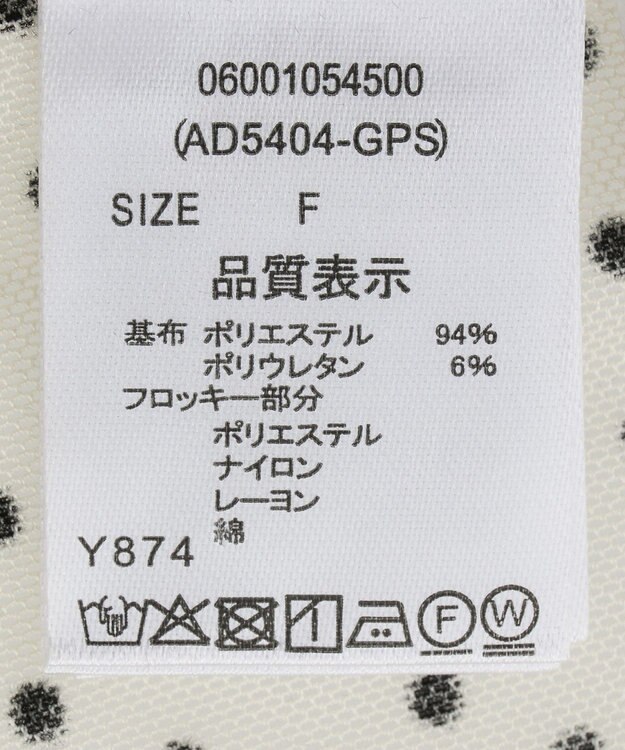 06001054500
(AD5404-GPS)
SIZE F
品質表示
基布 ポリエステル 94%
ポリウレタン 6%
フロッキー部分
ポリエステル
ナイロン
レーヨン
綿
Y874
F W